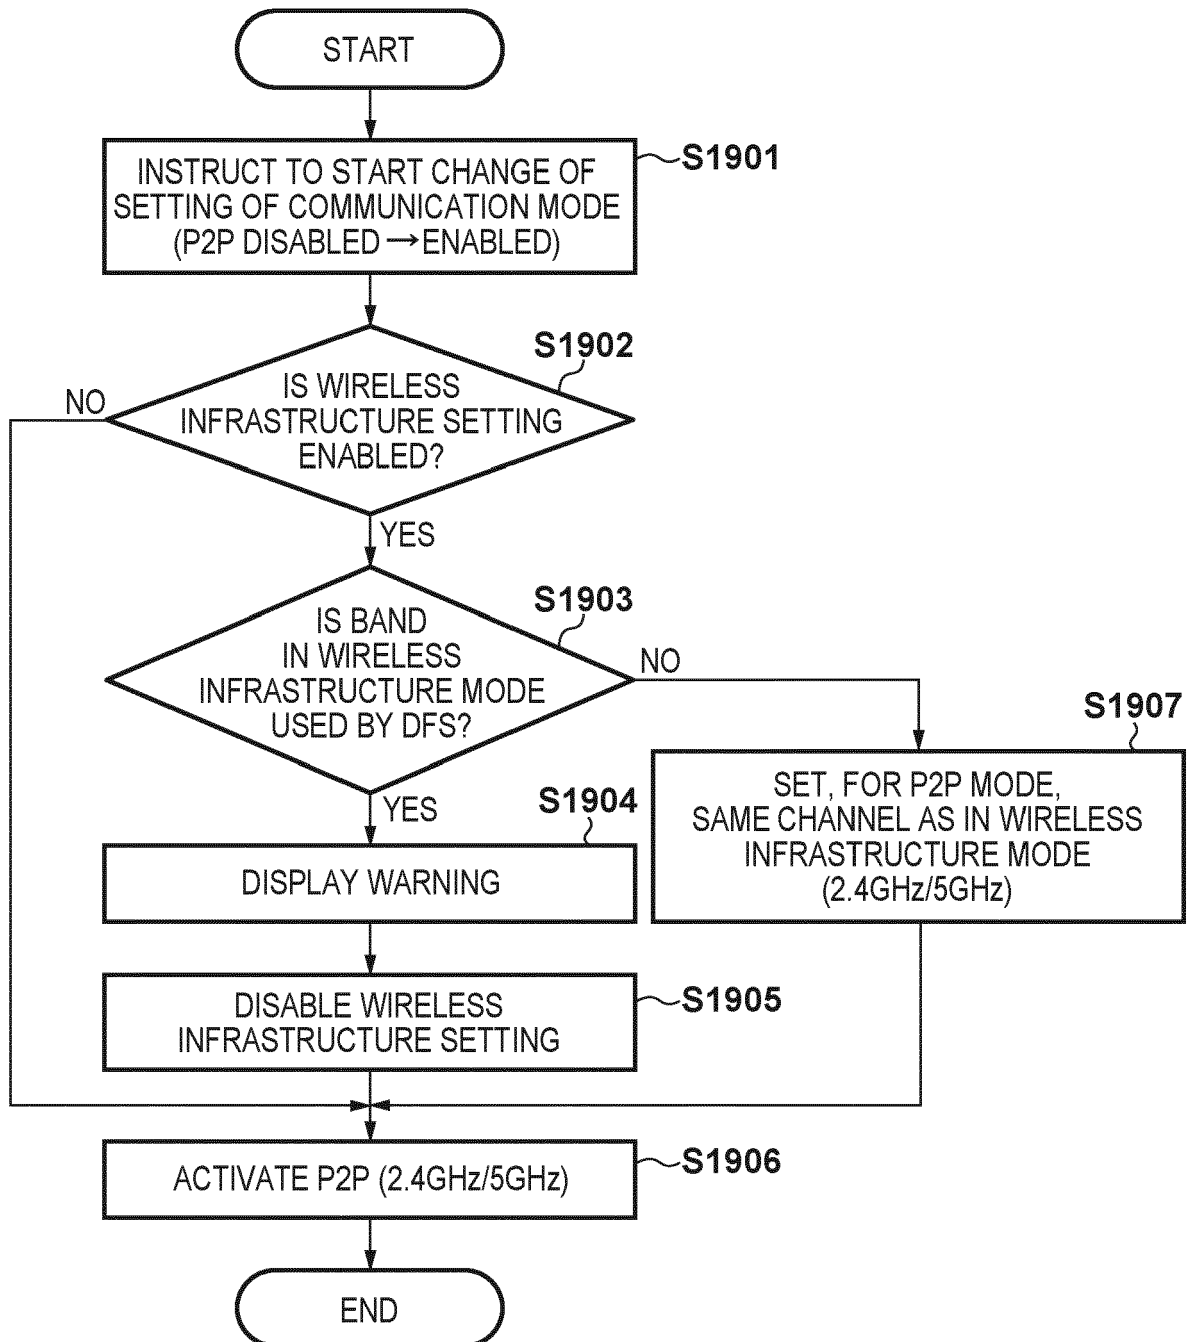 START
S1901
INSTRUCT TO START CHANGE OF
SETTING OF COMMUNICATION MODE
(P2P DISABLED → ENABLED)
S1902
NO
IS WIRELESS
INFRASTRUCTURE SETTING
ENABLED?
YES
S1903
IS BAND
IN WIRELESS
INFRASTRUCTURE MODE
USED BY DFS?
NO
S1907
YES
S1904
SET, FOR P2P MODE,
SAME CHANNEL AS IN WIRELESS
INFRASTRUCTURE MODE
(2.4GHz/5GHz)
DISPLAY WARNING
DISABLE WIRELESS
INFRASTRUCTURE SETTING
S1905
ACTIVATE P2P (2.4GHz/5GHz)
S1906
END